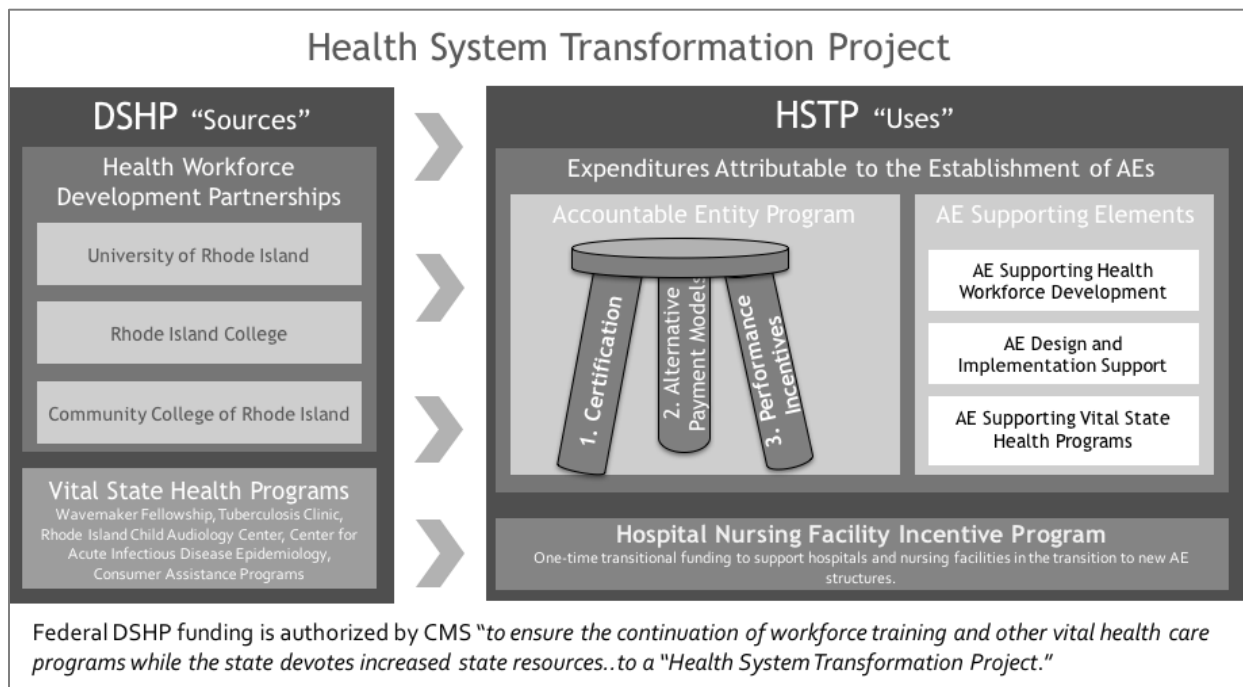 Health System Transformation Project
DSHP “Sources”
Health Workforce
Development Partnerships
University of Rhode Island
Rhode Island College
Community College of Rhode Island
Vital State Health Programs
Wavemaker Fellowship, Tuberculosis Clinic,
Rhode Island Child Audiology Center, Center for
Acute Infectious Disease Epidemiology,
Consumer Assistance Programs
HSTP “Uses”
Expenditures Attributable to the Establishment of AEs
Accountable Entity Program
1. Certification
2. Alternative
Payment Models
3. Performance
Incentives
AE Supporting Elements
AE Supporting Health
Workforce Development
AE Design and
Implementation Support
AE Supporting Vital State
Health Programs
Hospital Nursing Facility Incentive Program
One-time transitional funding to support hospitals and nursing facilities in the transition to new AE
structures.
Federal DSHP funding is authorized by CMS “to ensure the continuation of workforce training and other vital health care
programs while the state devotes increased state resources..to a “Health System Transformation Project.”